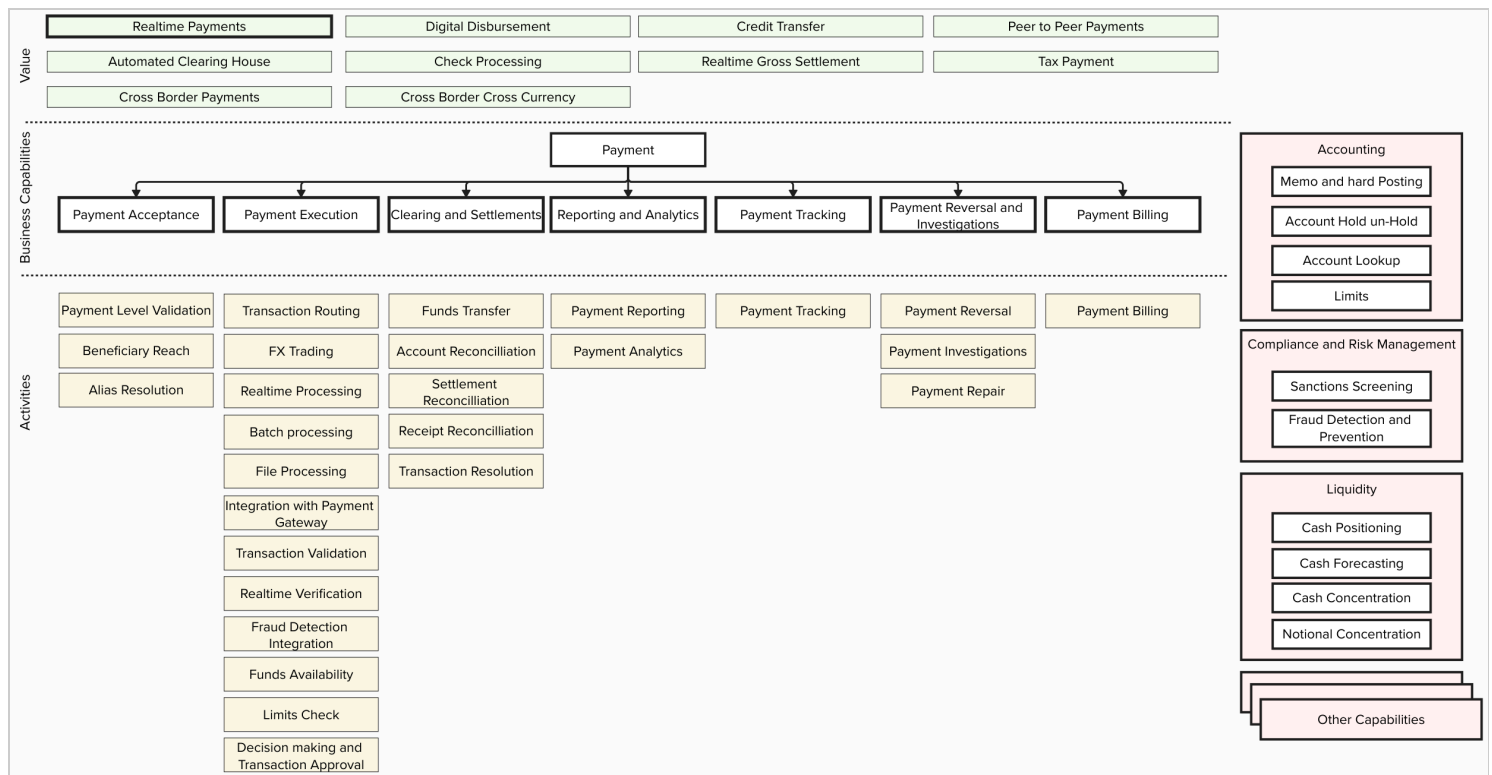 Value
Realtime Payments
Digital Disbursement
Credit Transfer
Peer to Peer Payments
Automated Clearing House
Check Processing
Realtime Gross Settlement
Tax Payment
Cross Border Payments
Cross Border Cross Currency
Business Capabilities
Payment
Payment Acceptance
Payment Execution
Clearing and Settlements
Reporting and Analytics
Payment Tracking
Payment Reversal and
Investigations
Payment Billing
Activities
Payment Level Validation
Beneficiary Reach
Alias Resolution
Transaction Routing
FX Trading
Realtime Processing
Batch processing
File Processing
Integration with Payment
Gateway
Transaction Validation
Realtime Verification
Fraud Detection
Integration
Funds Availability
Limits Check
Decision making and
Transaction Approval
Funds Transfer
Account Reconcilliation
Settlement
Reconcilliation
Receipt Reconcilliation
Transaction Resolution
Payment Reporting
Payment Analytics
Payment Tracking
Payment Reversal
Payment Investigations
Payment Repair
Payment Billing
Accounting
Memo and hard Posting
Account Hold un-Hold
Account Lookup
Limits
Compliance and Risk Management
Sanctions Screening
Fraud Detection and
Prevention
Liquidity
Cash Positioning
Cash Forecasting
Cash Concentration
Notional Concentration
Other Capabilities